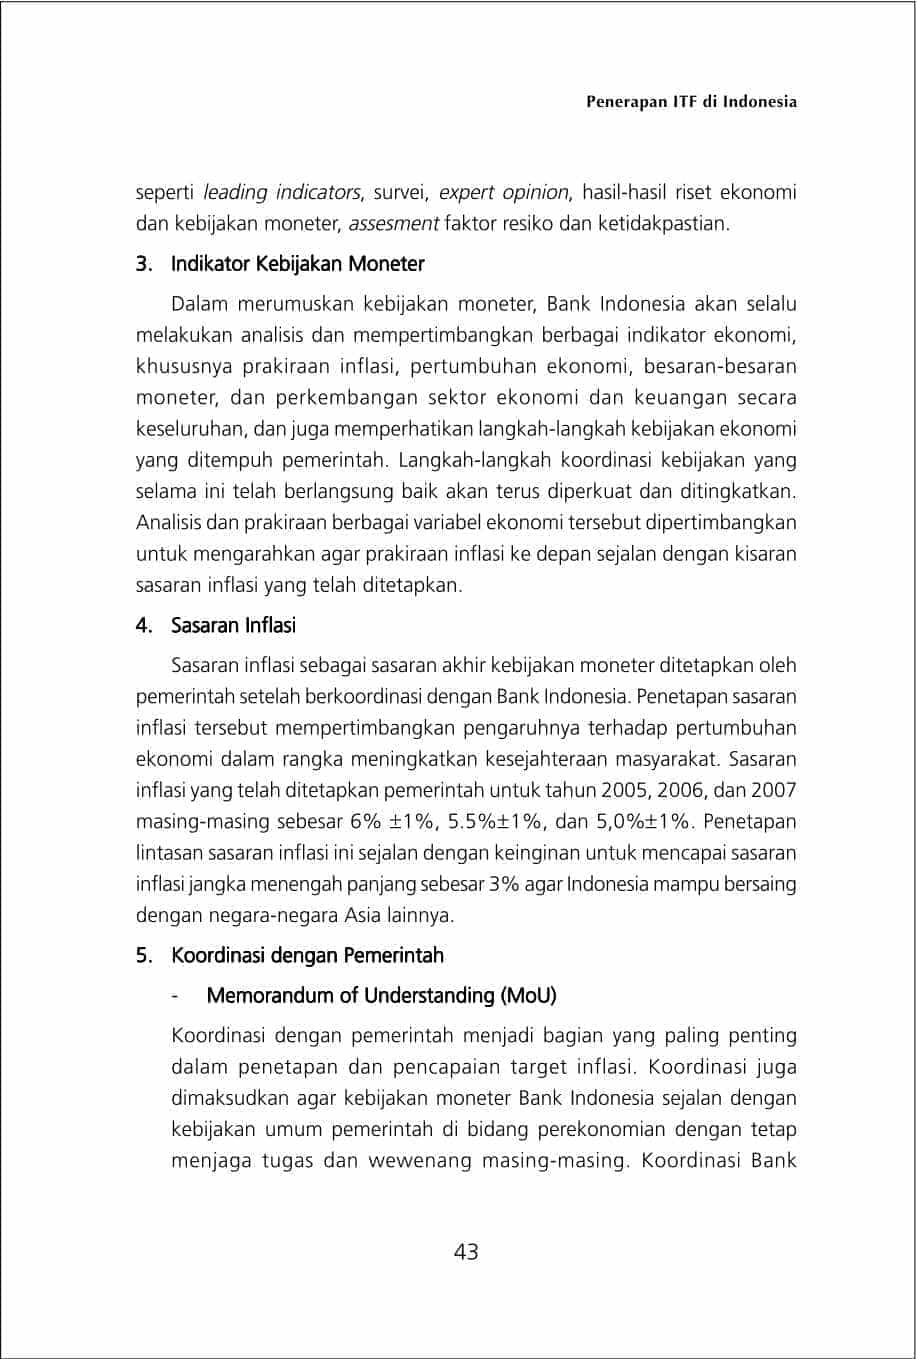 Penerapan ITF di Indonesia
seperti leading indicators, survei, expert opinion, hasil-hasil riset ekonomi
dan kebijakan moneter, assesment faktor resiko dan ketidakpastian.
3. Indikator Kebijakan Moneter
Dalam merumuskan kebijakan moneter, Bank Indonesia akan selalu
melakukan analisis dan mempertimbangkan berbagai indikator ekonomi,
khususnya prakiraan inflasi, pertumbuhan ekonomi, besaran-besaran
moneter, dan perkembangan sektor ekonomi dan keuangan secara
keseluruhan, dan juga memperhatikan langkah-langkah kebijakan ekonomi
yang ditempuh pemerintah. Langkah-langkah koordinasi kebijakan yang
selama ini telah berlangsung baik akan terus diperkuat dan ditingkatkan.
Analisis dan prakiraan berbagai variabel ekonomi tersebut dipertimbangkan
untuk mengarahkan agar prakiraan inflasi ke depan sejalan dengan kisaran
sasaran inflasi yang telah ditetapkan.
4. Sasaran Inflasi
Sasaran inflasi sebagai sasaran akhir kebijakan moneter ditetapkan oleh
pemerintah setelah berkoordinasi dengan Bank Indonesia. Penetapan sasaran
inflasi tersebut mempertimbangkan pengaruhnya terhadap pertumbuhan
ekonomi dalam rangka meningkatkan kesejahteraan masyarakat. Sasaran
inflasi yang telah ditetapkan pemerintah untuk tahun 2005, 2006, dan 2007
masing-masing sebesar 6% ±1%, 5.5%±1%, dan 5,0%±1%. Penetapan
lintasan sasaran inflasi ini sejalan dengan keinginan untuk mencapai sasaran
inflasi jangka menengah panjang sebesar 3% agar Indonesia mampu bersaing
dengan negara-negara Asia lainnya.
5. Koordinasi dengan Pemerintah
- Memorandum of Understanding (MoU)
Koordinasi dengan pemerintah menjadi bagian yang paling penting
dalam penetapan dan pencapaian target inflasi. Koordinasi juga
dimaksudkan agar kebijakan moneter Bank Indonesia sejalan dengan
kebijakan umum pemerintah di bidang perekonomian dengan tetap
menjaga tugas dan wewenang masing-masing. Koordinasi Bank
43